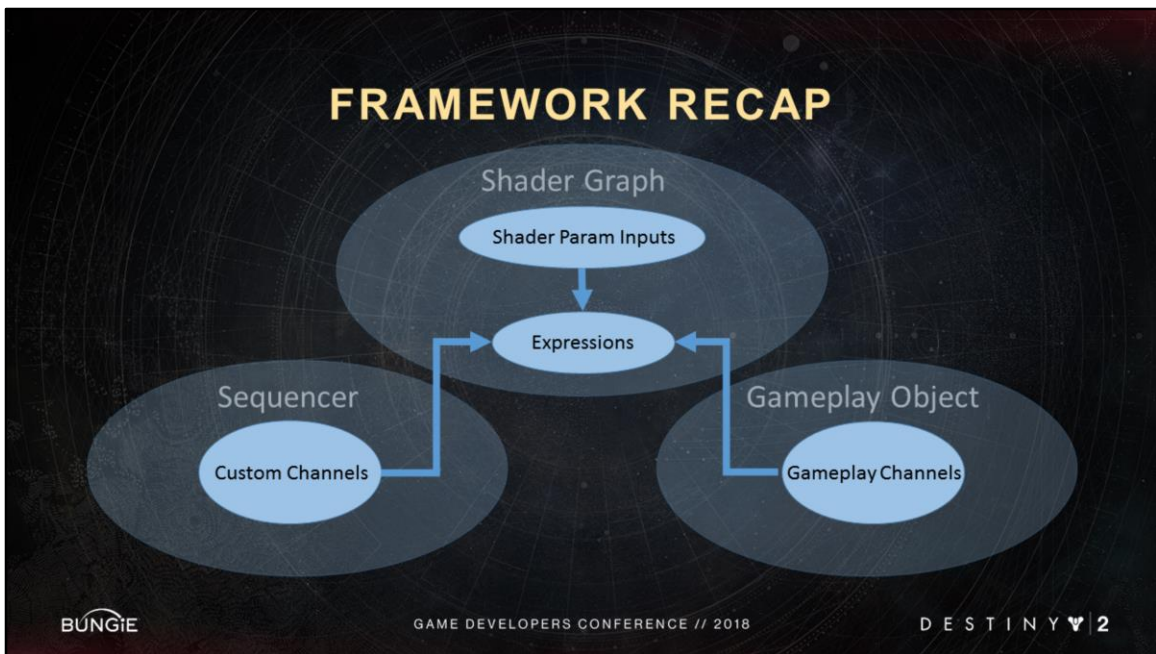 FRAMEWORK RECAP
Shader Graph
Shader Param Inputs
Expressions
Sequencer
Gameplay Object
Custom Channels
Gameplay Channels
BUNGiE
GAME DEVELOPERS CONFERENCE // 2018
DESTINY 2